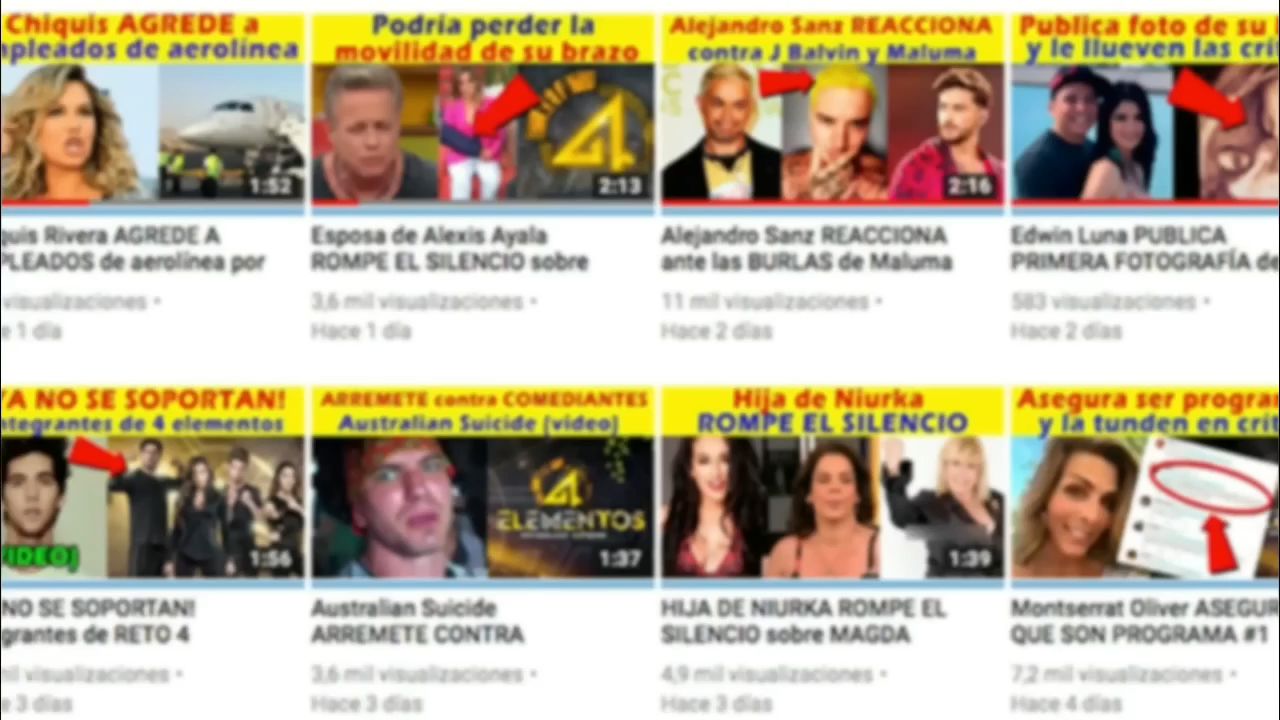 Chiquis AGREDE a
mpleados de aerolínea
1:52
quis Rivera AGREDE A
PLEADOS de aerolínea por
visualizaciones •
e 1 día
Podría perder la
movilidad de su brazo
4
2:13
Esposa de Alexis Ayala
ROMPE EL SILENCIO sobre
3,6 mil visualizaciones •
Hace 1 día
Alejandro Sanz REACCIONA
contra J Balvin y Maluma
2:16
Alejandro Sanz REACCIONA
ante las BURLAS de Maluma
11 mil visualizaciones •
Hace 2 días
Publica foto de su
y le llueven las crí
Edwin Luna PUBLICA
PRIMERA FOTOGRAFÍA de
583 visualizaciones •
Hace 2 días
YA NO SE SOPORTAN!
ntegrantes de 4 elementos
VIDEO)
1:56
NO SE SOPORTAN!
grantes de RETO 4
mil visualizaciones •
e 3 días
ARREMETE contra COMEDIANTES
Australian Suicide (video)
4
ELEMENTOS
1:37
Australian Suicide
ARREMETE CONTRA
3,6 mil visualizaciones •
Hace 3 días
Hija de Niurka
ROMPE EL SILENCIO
1:39
HIJA DE NIURKA ROMPE EL
SILENCIO sobre MAGDA
4,9 mil visualizaciones •
Hace 3 días
Asegura ser progra
y la tunden en crít
Montserrat Oliver ASEGUR
QUE SON PROGRAMA #1
7,2 mil visualizaciones •
Hace 4 días